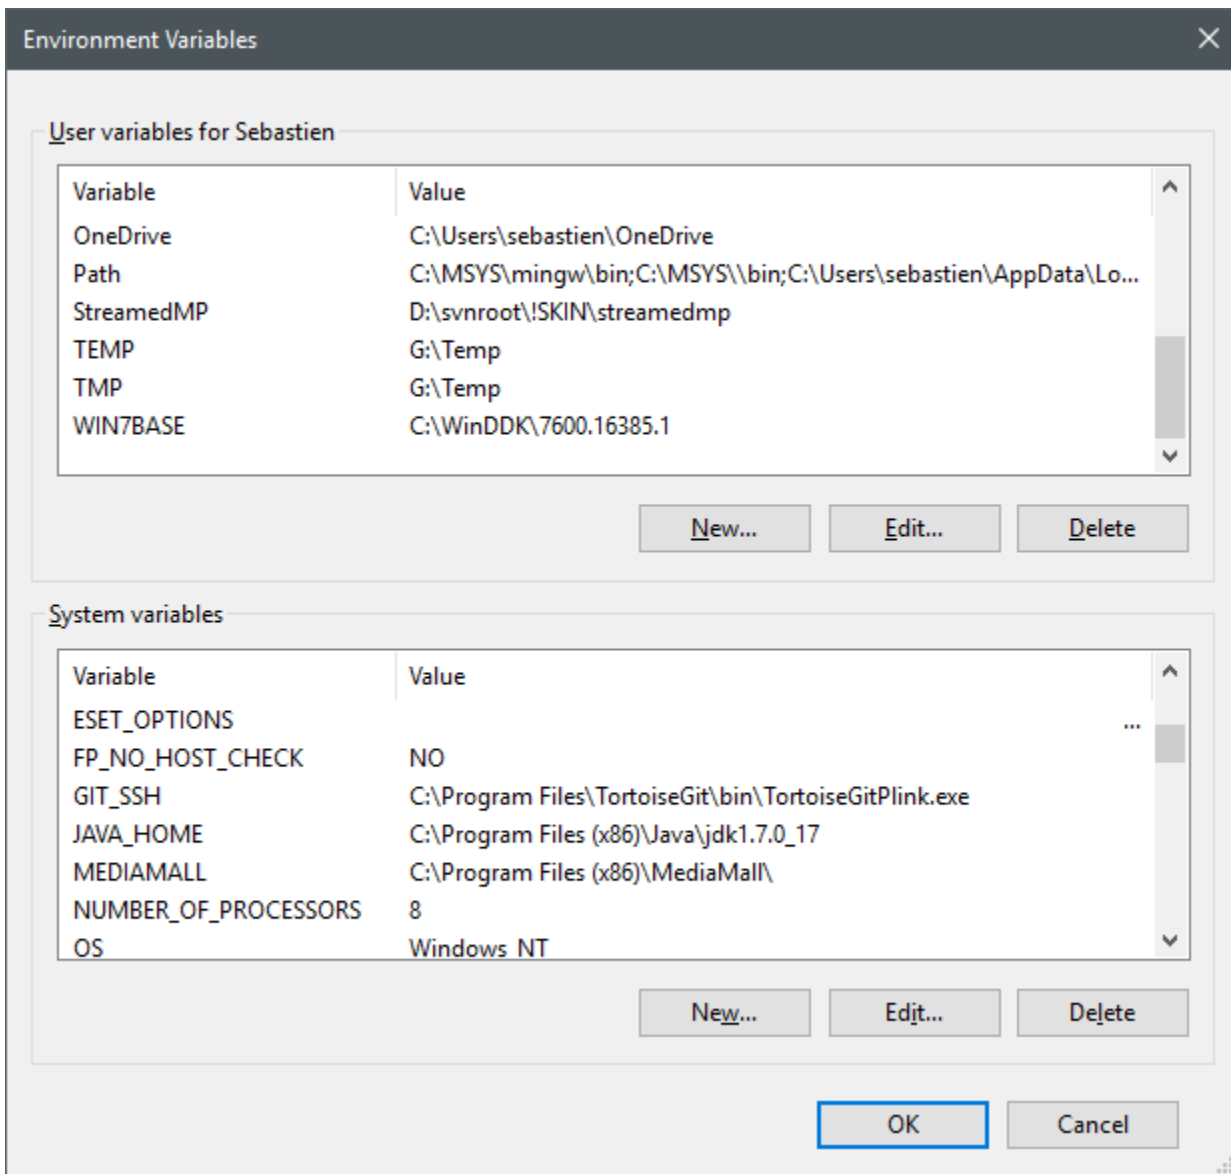 Environment Variables
User variables for Sebastien
Variable Value
OneDrive C:\Users\sebastien\OneDrive
Path C:\MSYS\mingw\bin;C:\MSYS\\bin;C:\Users\sebastien\AppData\Lo...
StreamedMP D:\svnroot\!SKIN\streamedmp
TEMP G:\Temp
TMP G:\Temp
WIN7BASE C:\WinDDK\7600.16385.1
New... Edit... Delete
System variables
Variable Value
ESET_OPTIONS ...
FP_NO_HOST_CHECK NO
GIT_SSH C:\Program Files\TortoiseGit\bin\TortoiseGitPlink.exe
JAVA_HOME C:\Program Files (x86)\Java\jdk1.7.0_17
MEDIAMALL C:\Program Files (x86)\MediaMall\
NUMBER_OF_PROCESSORS 8
OS Windows_NT
New... Edit... Delete
OK Cancel